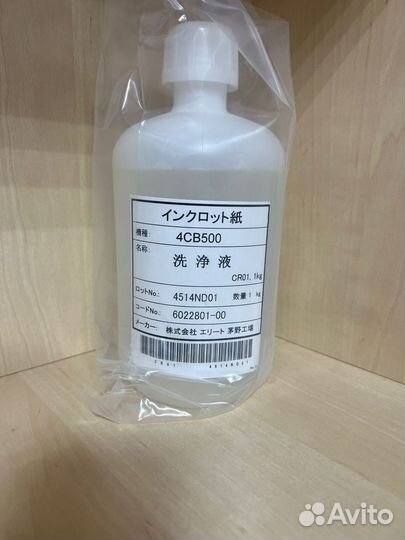 インクロット紙
機種: 4CB500
名称: 洗浄液
CR01. 1kg
ロットNo.: 4514ND01 数量 1 kg
コードNo.: 6022801-00
メーカー: 株式会社 エリート 茅野工場
CR01 4514ND01
Avito